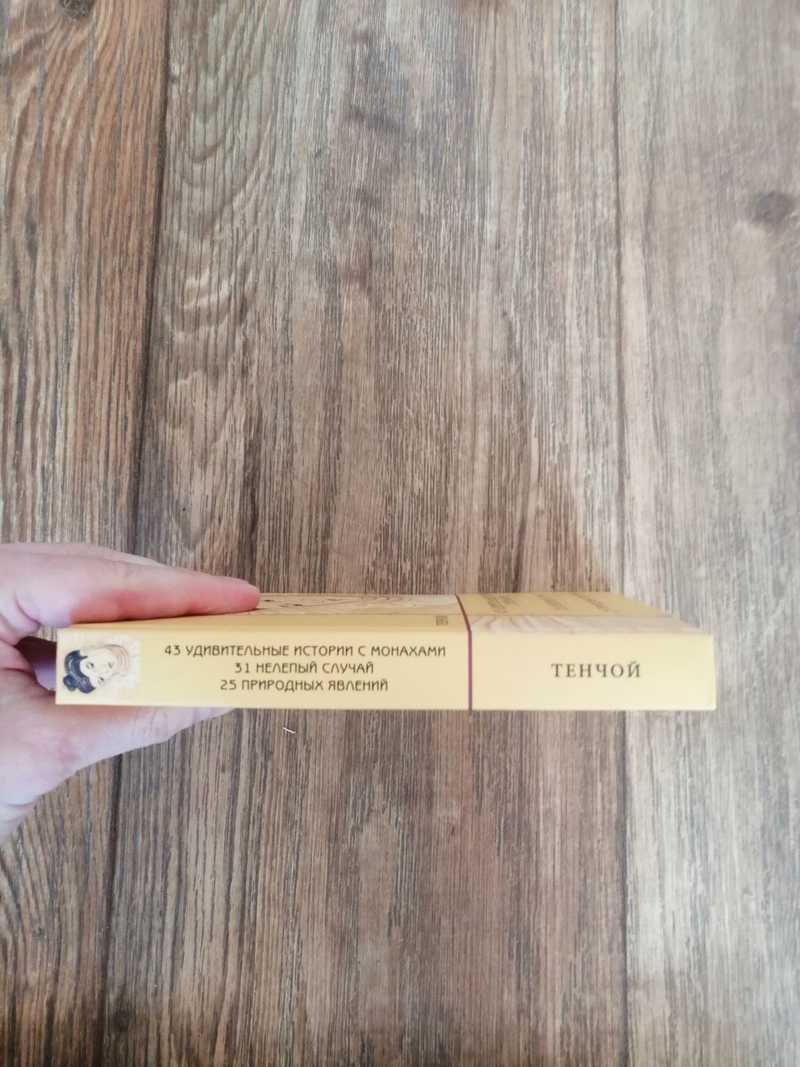 43 УДИВИТЕЛЬНЫЕ ИСТОРИИ С МОНАХАМИ
31 НЕЛЕПЫЙ СЛУЧАЙ
25 ПРИРОДНЫХ ЯВЛЕНИЙ
ТЕНЧОЙ